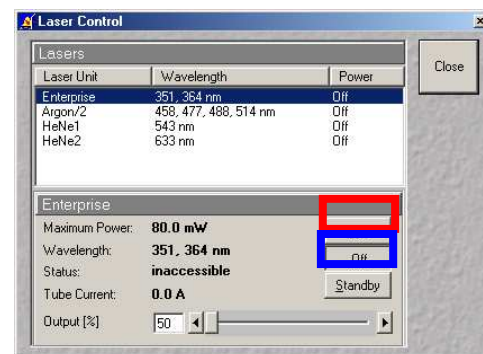 Laser Control
Lasers
Close
Laser Unit Wavelength Power
Enterprise 351, 364 nm Off
Argon/2 458, 477, 488, 514 nm Off
HeNe1 543 nm Off
HeNe2 633 nm Off
Enterprise
Maximum Power: 80.0 mW
Wavelength: 351, 364 nm
Off
Status: inaccessible
Standby
Tube Current: 0.0 A
Output [%] 50